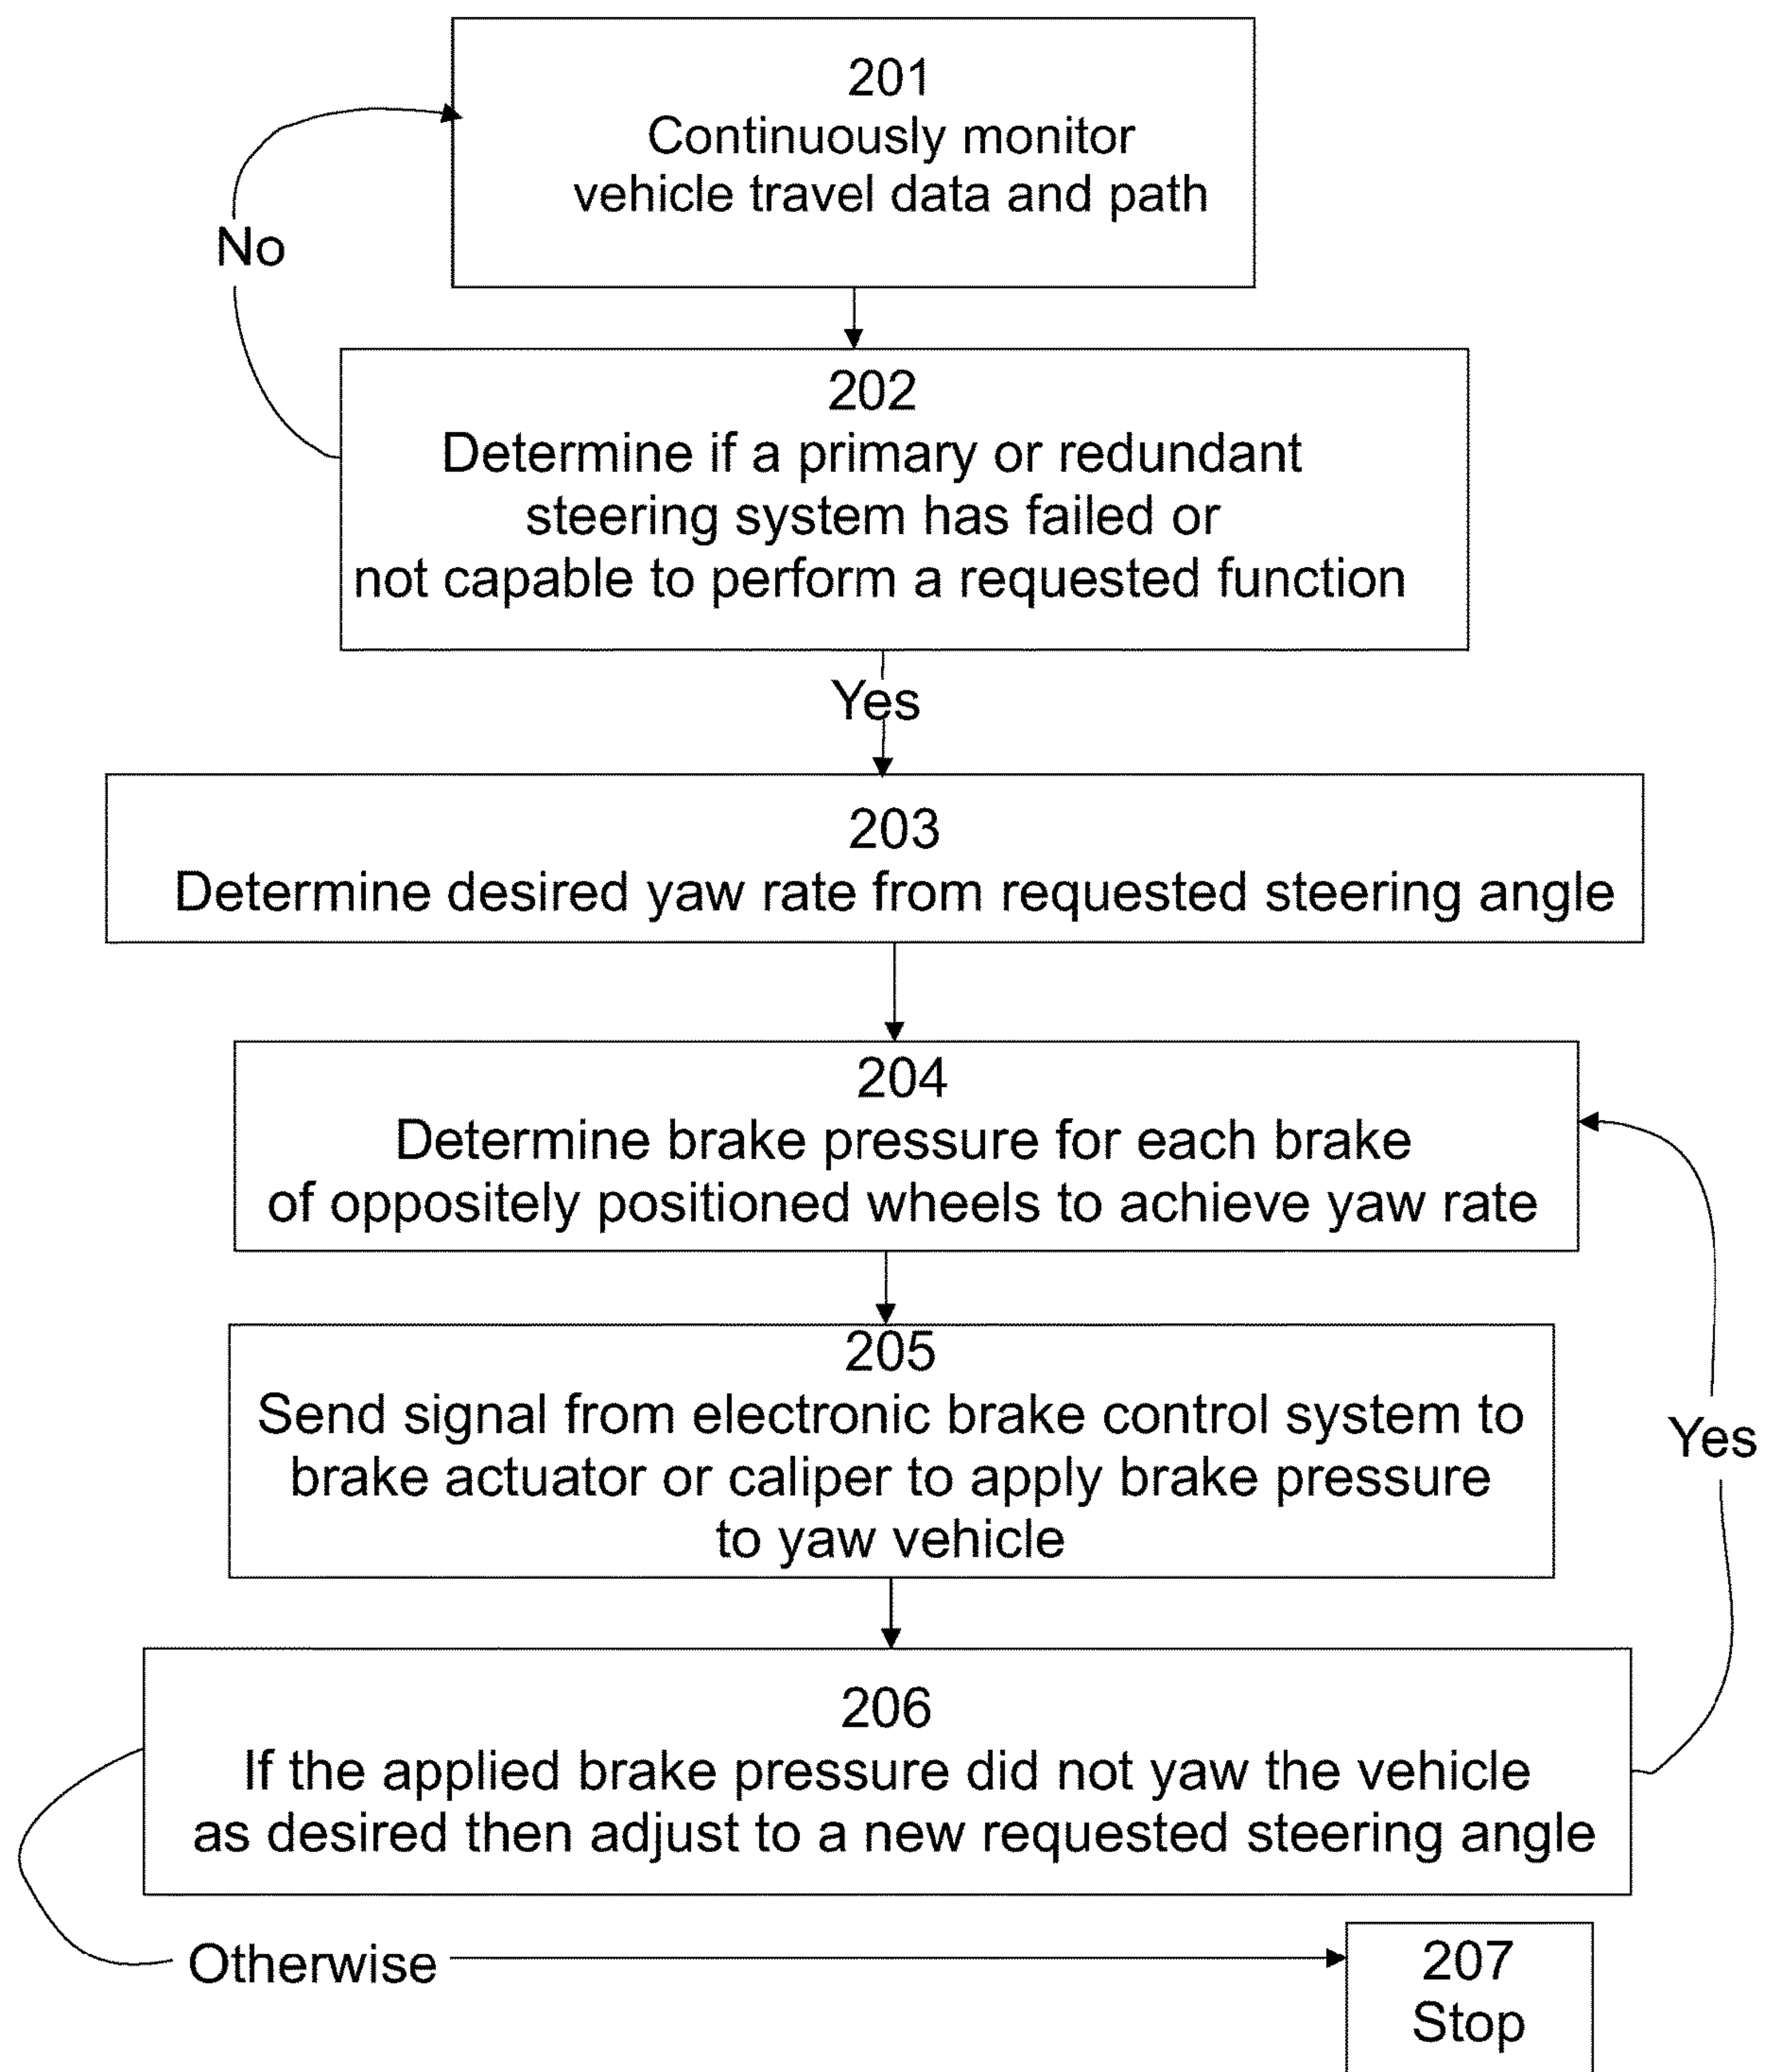 201
Continuously monitor
vehicle travel data and path
No
202
Determine if a primary or redundant
steering system has failed or
not capable to perform a requested function
Yes
203
Determine desired yaw rate from requested steering angle
204
Determine brake pressure for each brake
of oppositely positioned wheels to achieve yaw rate
205
Send signal from electronic brake control system to
brake actuator or caliper to apply brake pressure
to yaw vehicle
Yes
206
If the applied brake pressure did not yaw the vehicle
as desired then adjust to a new requested steering angle
Otherwise
207
Stop